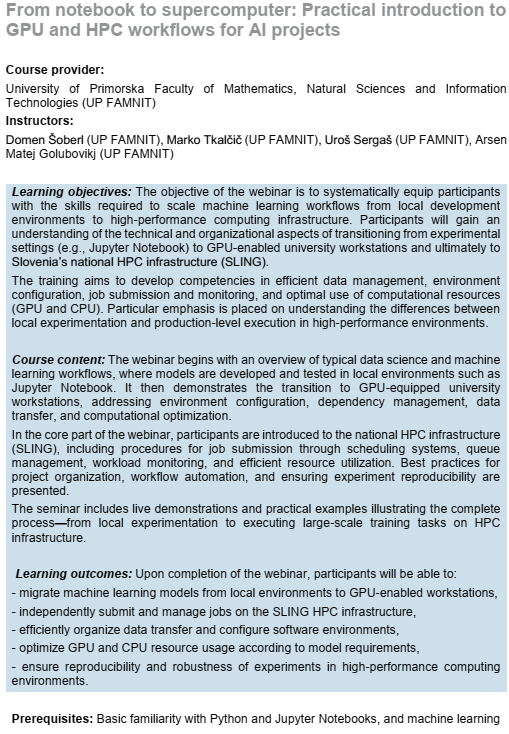 From notebook to supercomputer: Practical introduction to
GPU and HPC workflows for AI projects
Course provider:
University of Primorska Faculty of Mathematics, Natural Sciences and Information
Technologies (UP FAMNIT)
Instructors:
Domen Šoberl (UP FAMNIT), Marko Tkalčič (UP FAMNIT), Uroš Sergaš (UP FAMNIT), Arsen
Matej Golubovikj (UP FAMNIT)
Learning objectives: The objective of the webinar is to systematically equip participants
with the skills required to scale machine learning workflows from local development
environments to high-performance computing infrastructure. Participants will gain an
understanding of the technical and organizational aspects of transitioning from experimental
settings (e.g., Jupyter Notebook) to GPU-enabled university workstations and ultimately to
Slovenia's national HPC infrastructure (SLING).
The training aims to develop competencies in efficient data management, environment
configuration, job submission and monitoring, and optimal use of computational resources
(GPU and CPU). Particular emphasis is placed on understanding the differences between
local experimentation and production-level execution in high-performance environments.
Course content: The webinar begins with an overview of typical data science and machine
learning workflows, where models are developed and tested in local environments such as
Jupyter Notebook. It then demonstrates the transition to GPU-equipped university
workstations, addressing environment configuration, dependency management, data
transfer, and computational optimization.
In the core part of the webinar, participants are introduced to the national HPC infrastructure
(SLING), including procedures for job submission through scheduling systems, queue
management, workload monitoring, and efficient resource utilization. Best practices for
project organization, workflow automation, and ensuring experiment reproducibility are
presented.
The seminar includes live demonstrations and practical examples illustrating the complete
process—from local experimentation to executing large-scale training tasks on HPC
infrastructure.
Learning outcomes: Upon completion of the webinar, participants will be able to:
- migrate machine learning models from local environments to GPU-enabled workstations,
- independently submit and manage jobs on the SLING HPC infrastructure,
- efficiently organize data transfer and configure software environments,
- optimize GPU and CPU resource usage according to model requirements,
- ensure reproducibility and robustness of experiments in high-performance computing
environments.
Prerequisites: Basic familiarity with Python and Jupyter Notebooks, and machine learning